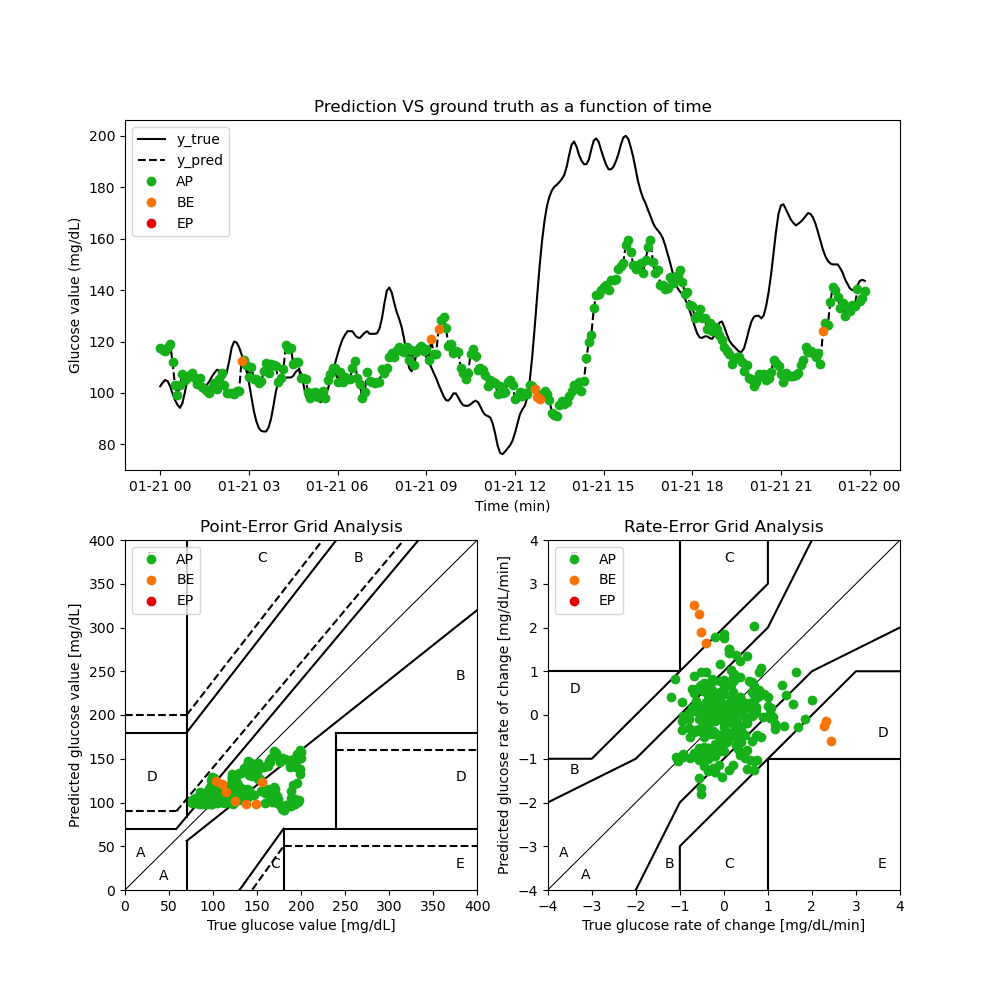 Prediction VS ground truth as a function of time
Glucose value (mg/dL)
200
180
160
140
120
100
80
y_true
y_pred
AP
BE
EP
01-21 00 01-21 03 01-21 06 01-21 09 01-21 12 01-21 15 01-21 18 01-21 21 01-22 00
Time (min)
Point-Error Grid Analysis
Predicted glucose value [mg/dL]
400
350
300
250
200
150
100
50
0
AP
BE
EP
C
B
B
D
D
A
A
C
E
0 50 100 150 200 250 300 350 400
True glucose value [mg/dL]
Rate-Error Grid Analysis
Predicted glucose rate of change [mg/dL/min]
4
3
2
1
0
−1
−2
−3
−4
AP
BE
EP
C
D
D
B
A
A
B
C
E
−4 −3 −2 −1 0 1 2 3 4
True glucose rate of change [mg/dL/min]